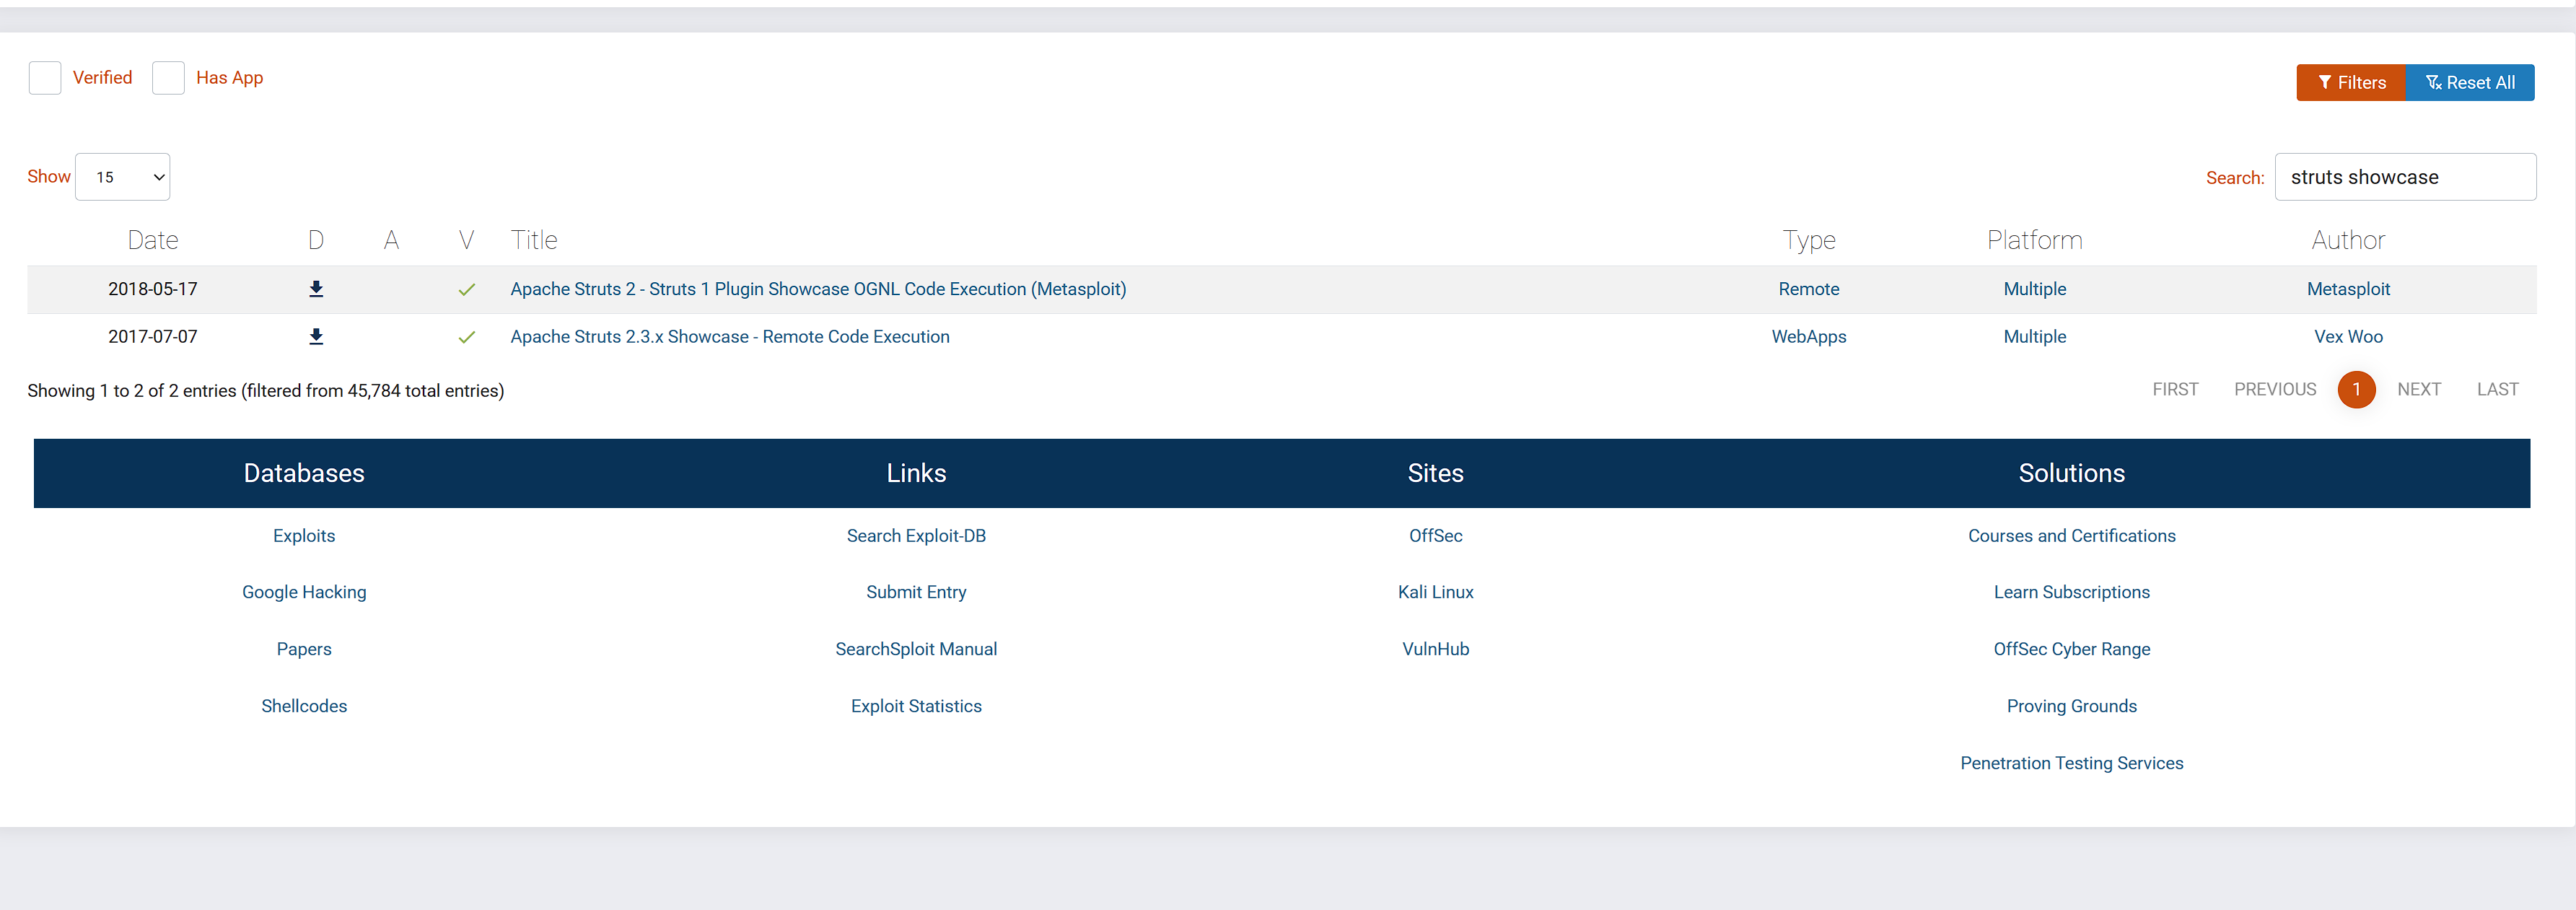 Verified Has App Filters Reset All
Show 15 Search: struts showcase
Date D A V Title Type Platform Author
2018-05-17 Apache Struts 2 - Struts 1 Plugin Showcase OGNL Code Execution (Metasploit) Remote Multiple Metasploit
2017-07-07 Apache Struts 2.3.x Showcase - Remote Code Execution WebApps Multiple Vex Woo
Showing 1 to 2 of 2 entries (filtered from 45,784 total entries) FIRST PREVIOUS 1 NEXT LAST
Databases Links Sites Solutions
Exploits Search Exploit-DB OffSec Courses and Certifications
Google Hacking Submit Entry Kali Linux Learn Subscriptions
Papers SearchSploit Manual VulnHub OffSec Cyber Range
Shellcodes Exploit Statistics Proving Grounds
Penetration Testing Services